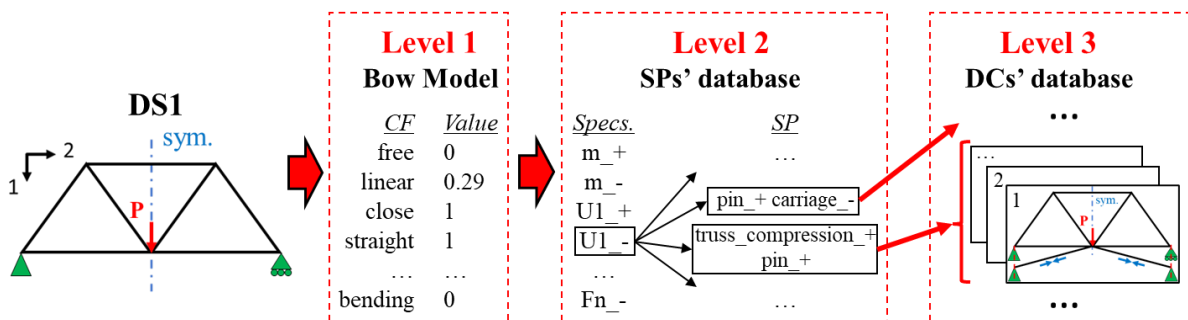 DS1
sym.
2
1
P
Level 1
Bow Model
CF Value
free 0
linear 0.29
close 1
straight 1
... ...
bending 0
Level 2
SPs' database
Specs. SP
m_+ ...
m_-
U1_+
U1_-
...
Fn_- ...
pin_+ carriage_-
truss_compression_+
pin_+
Level 3
DCs' database
...
...
2
1
sym.
P
...